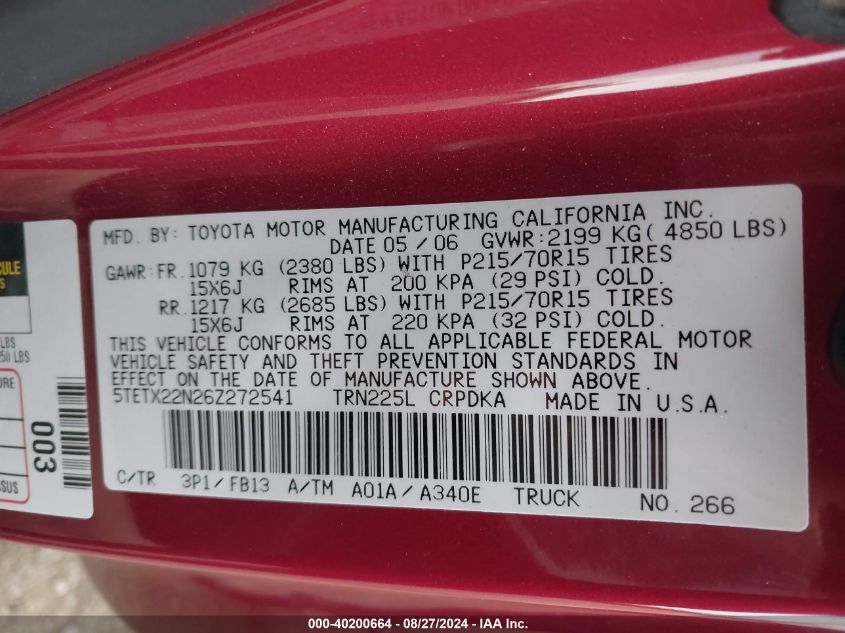 MFD. BY: TOYOTA MOTOR MANUFACTURING CALIFORNIA INC.
DATE 05 / 06 GVWR:2199 KG( 4850 LBS)
GAWR:FR. 1079 KG (2380 LBS) WITH P215/70R15 TIRES
15X6J RIMS AT 200 KPA (29 PSI) COLD.
RR. 1217 KG (2685 LBS) WITH P215/70R15 TIRES
15X6J RIMS AT 220 KPA (32 PSI) COLD.
THIS VEHICLE CONFORMS TO ALL APPLICABLE FEDERAL MOTOR
VEHICLE SAFETY AND THEFT PREVENTION STANDARDS IN
EFFECT ON THE DATE OF MANUFACTURE SHOWN ABOVE.
5TETX22N26Z272541 TRN225L CRPDKA MADE IN U.S.A.
C/TR 3P1 / FB13 A/TM A01A / A340E TRUCK NO. 266
LBS
003
000-40200664 - 08/27/2024 - IAA Inc.